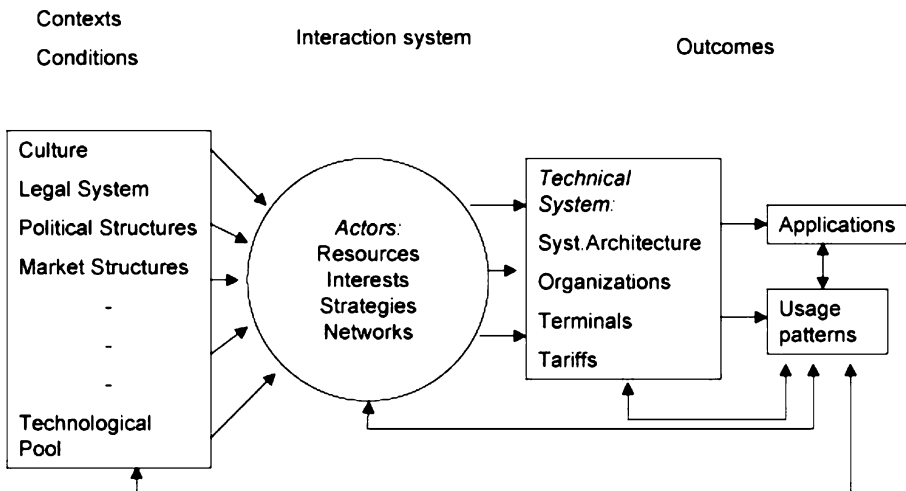 Contexts
Conditions
Interaction system
Outcomes
Culture
Legal System
Political Structures
Market Structures
-
-
-
Technological
Pool
Actors:
Resources
Interests
Strategies
Networks
Technical
System:
Syst.Architecture
Organizations
Terminals
Tariffs
Applications
Usage
patterns